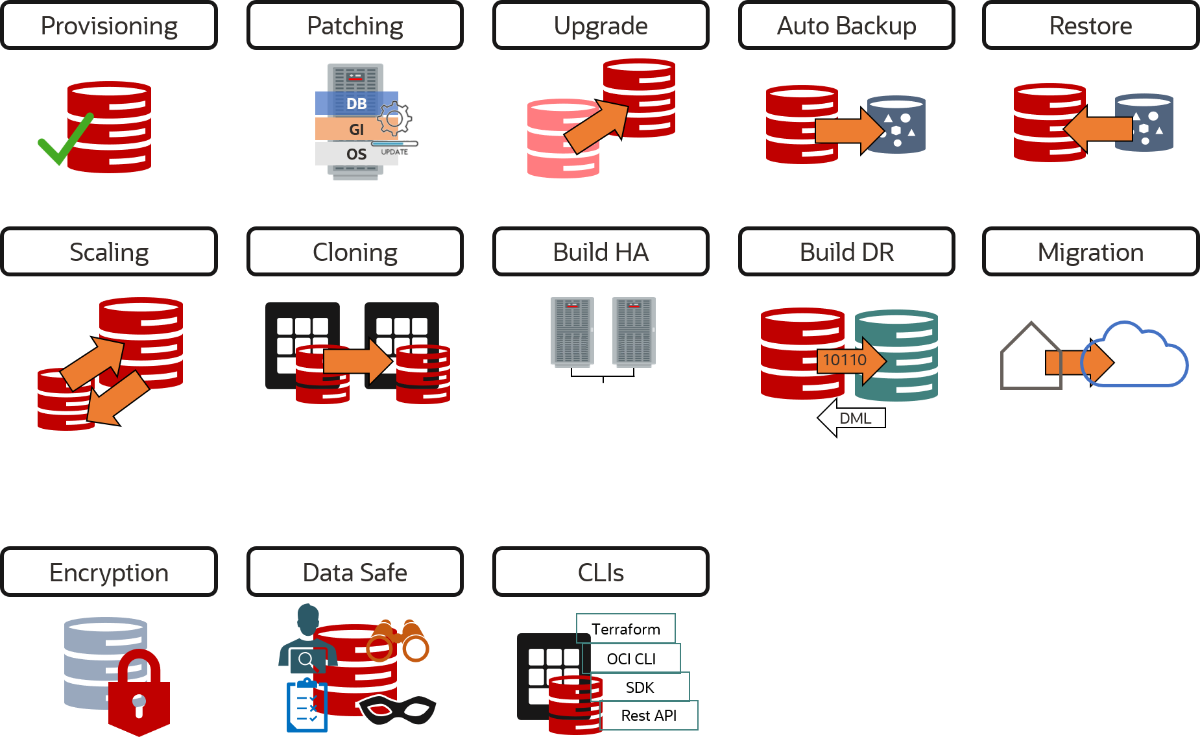 Provisioning
Patching
Upgrade
Auto Backup
Restore
DB
GI
OS
UPDATE
Scaling
Cloning
Build HA
Build DR
Migration
10110
DML
Encryption
Data Safe
CLIs
Terraform
OCI CLI
SDK
Rest API